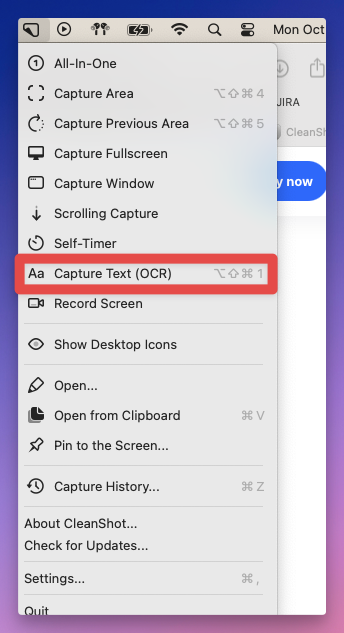 Mon Oct
All-In-One
Capture Area ⌥⇧⌘4
Capture Previous Area ⌥⇧⌘5
Capture Fullscreen
Capture Window
Scrolling Capture
Self-Timer
Aa Capture Text (OCR) ⌥⇧⌘1
Record Screen
Show Desktop Icons
Open...
Open from Clipboard ⌘V
Pin to the Screen...
Capture History... ⌘Z
About CleanShot...
Check for Updates...
Settings... ⌘,
Quit
JIRA
CleanSh
y now